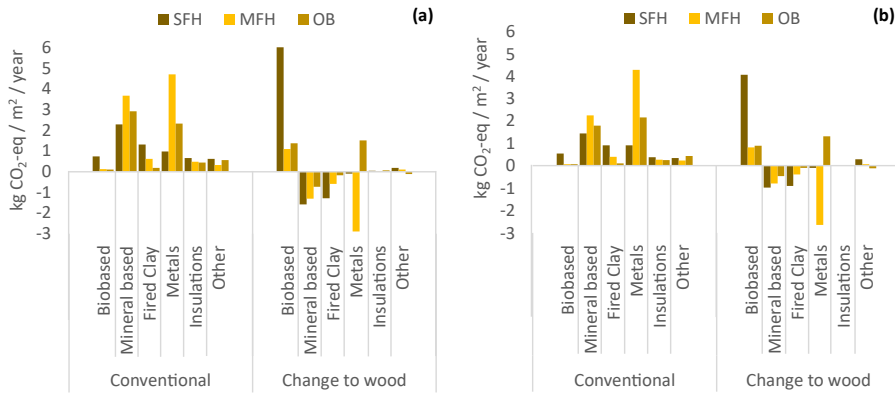 SFH MFH OB (a)
kg CO₂-eq / m² / year
6
5
4
3
2
1
0
-1
-2
-3
Biobased
Mineral based
Fired Clay
Metals
Insulations
Other
Biobased
Mineral based
Fired Clay
Metals
Insulations
Other
Conventional
Change to wood
SFH MFH OB (b)
kg CO₂-eq / m² / year
6
5
4
3
2
1
0
-1
-2
-3
Biobased
Mineral based
Fired Clay
Metals
Insulations
Other
Biobased
Mineral based
Fired Clay
Metals
Insulations
Other
Conventional
Change to wood